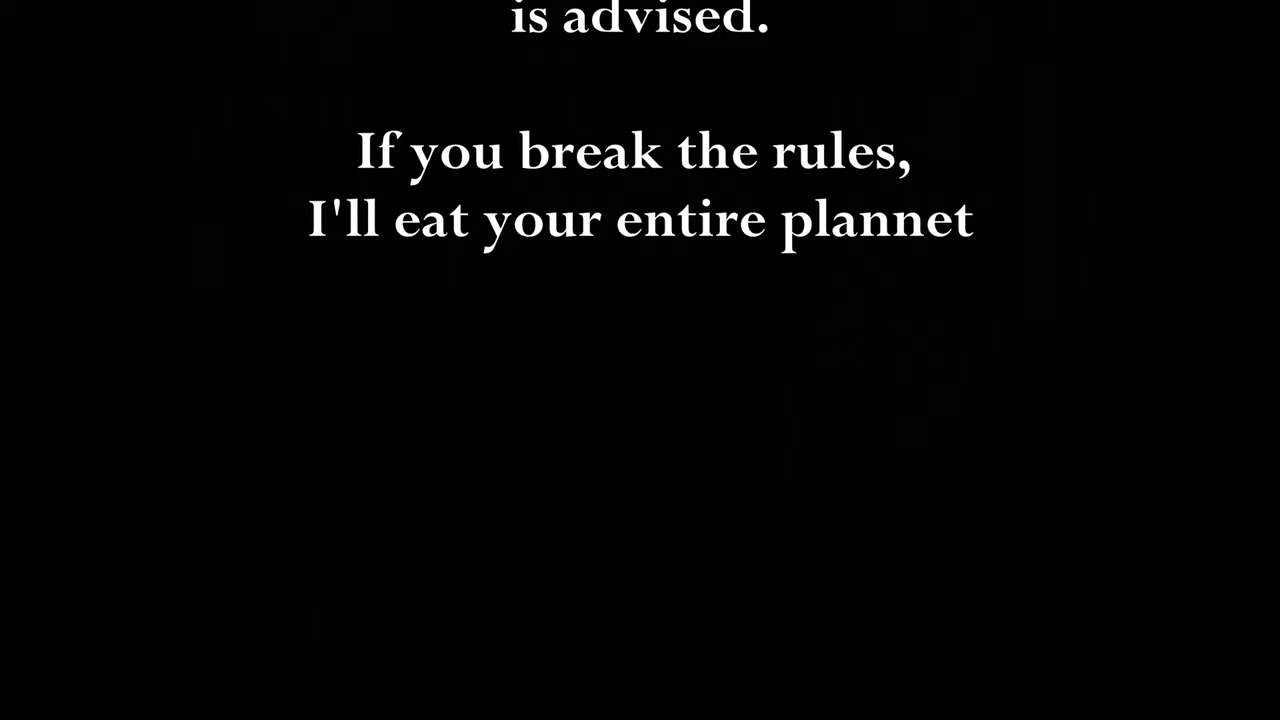 is advised.
If you break the rules,
I'll eat your entire plannet